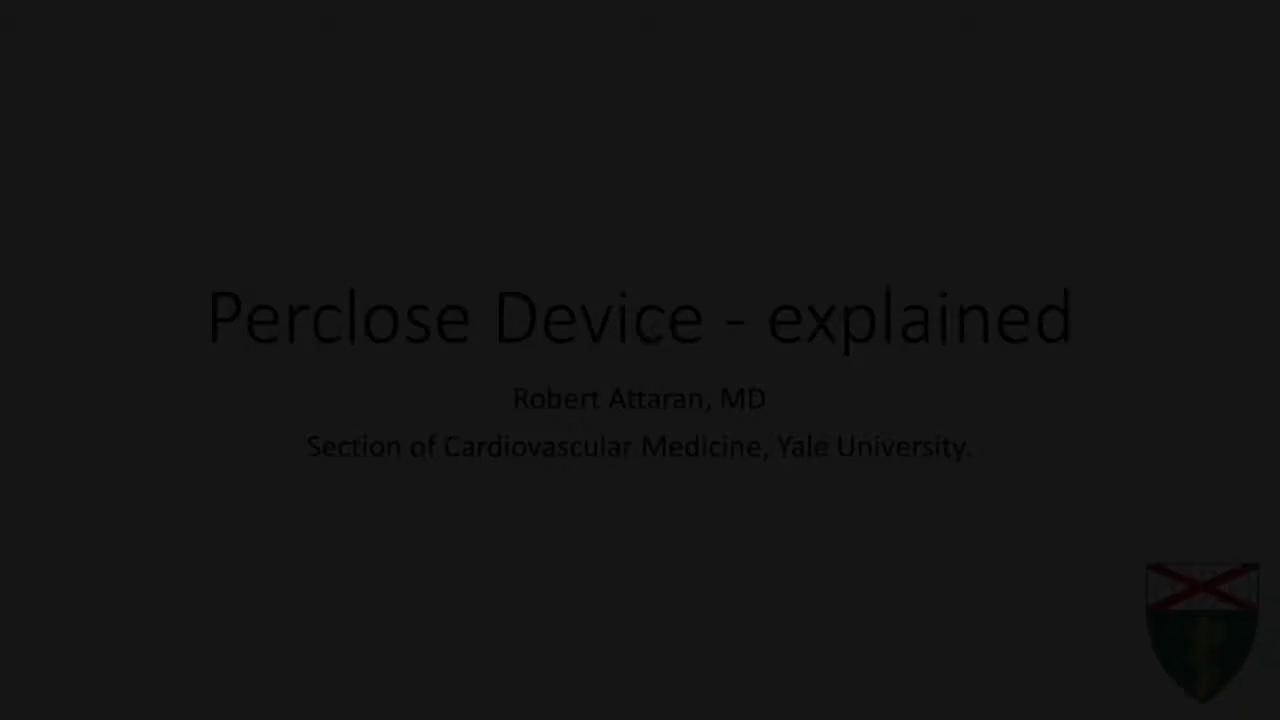 Perclose Device - explained
Robert Attaran, MD
Section of Cardiovascular Medicine, Yale University.